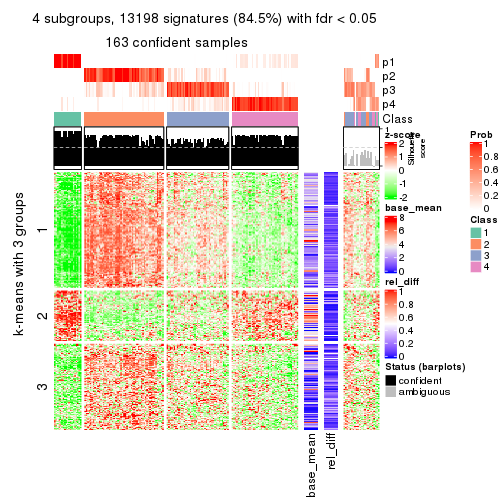 4 subgroups, 13198 signatures (84.5%) with fdr < 0.05
163 confident samples
p1
p2
p3
p4
Class
1
Silhouette
score
k-means with 3 groups
1
2
3
base_mean
rel_diff
z-score
2
1
0
-1
-2
base_mean
8
6
4
2
0
rel_diff
1
0.8
0.6
0.4
0.2
0
Status (barplots)
confident
ambiguous
Prob
1
0.8
0.6
0.4
0.2
0
Class
1
2
3
4